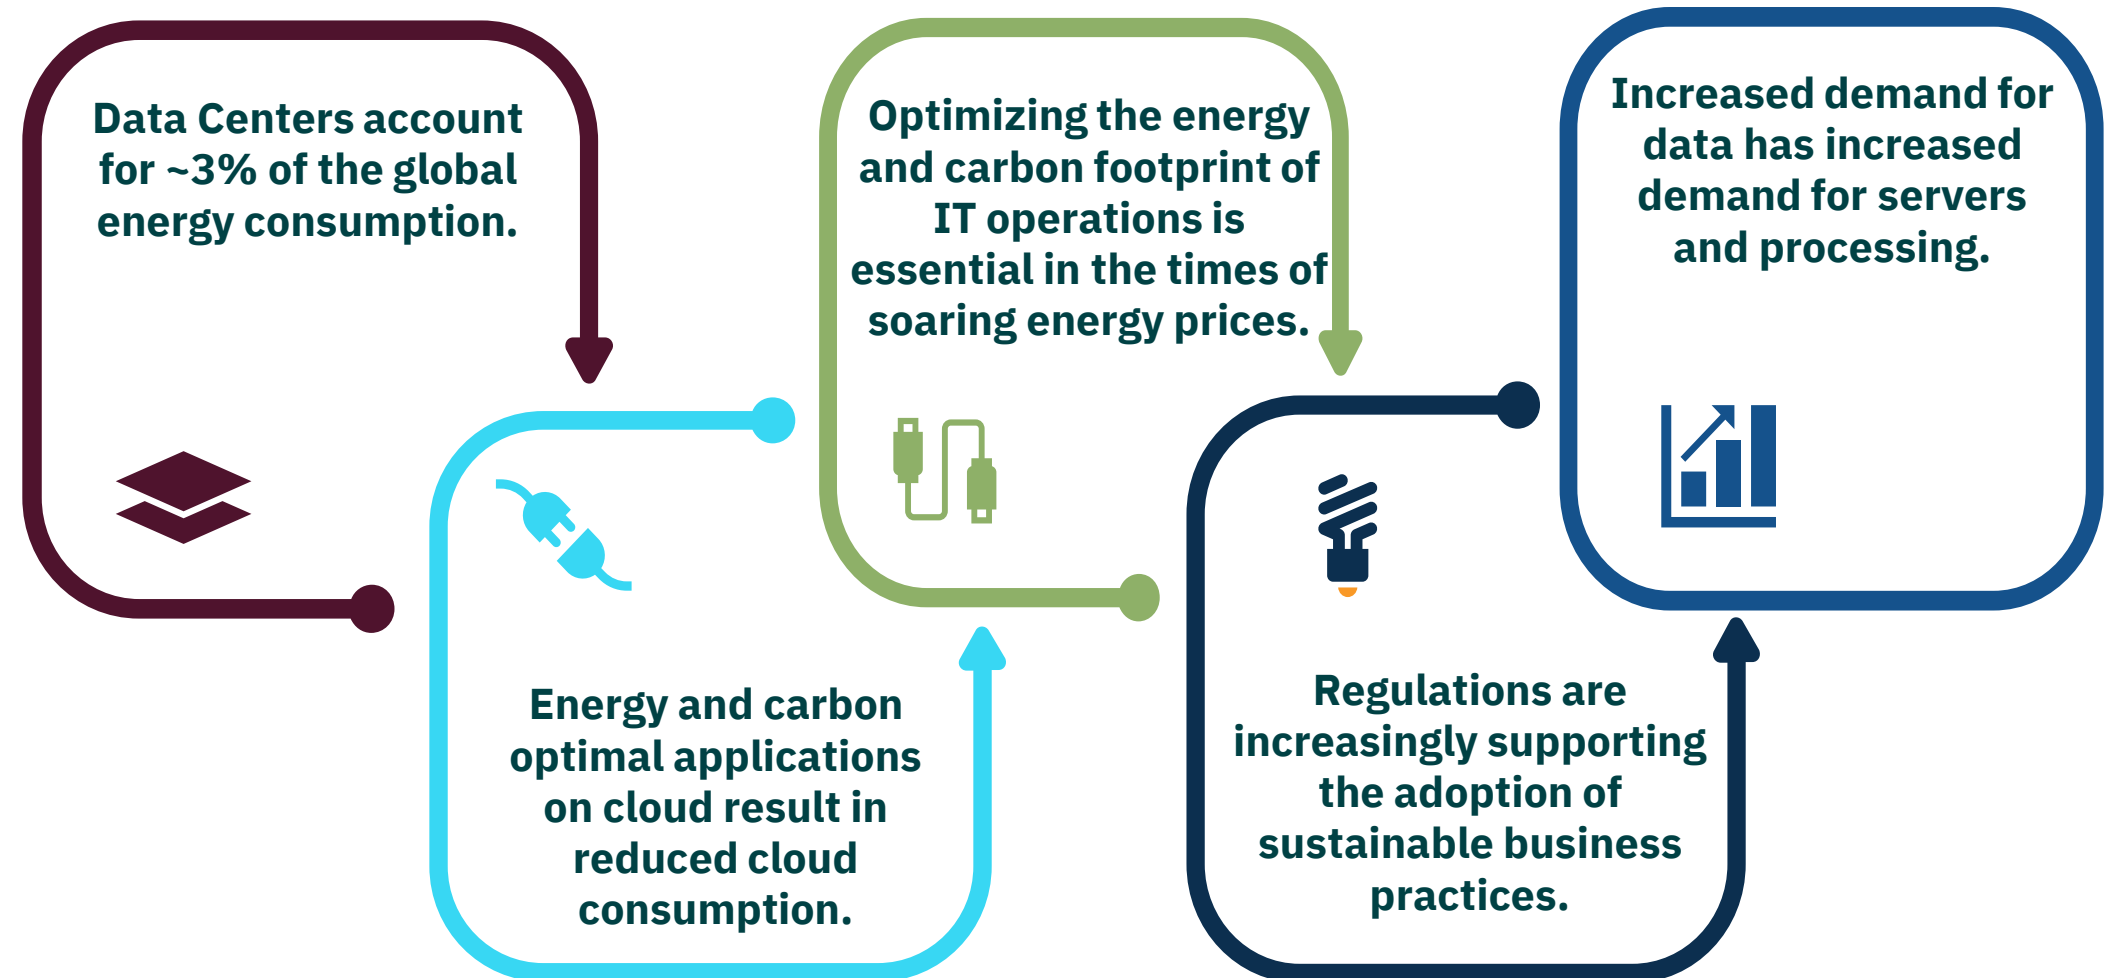 Data Centers account
for ~3% of the global
energy consumption.
Energy and carbon
optimal applications
on cloud result in
reduced cloud
consumption.
Optimizing the energy
and carbon footprint of
IT operations is
essential in the times of
soaring energy prices.
Regulations are
increasingly supporting
the adoption of
sustainable business
practices.
Increased demand for
data has increased
demand for servers
and processing.